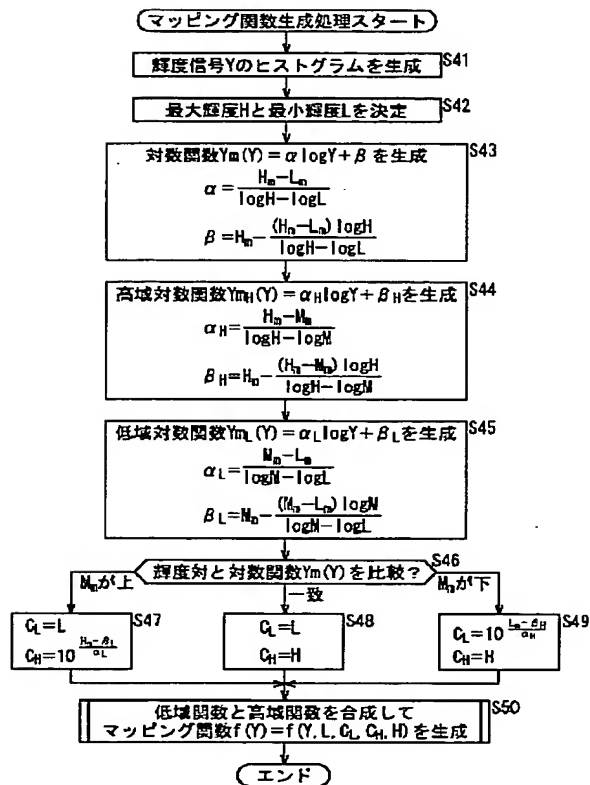 マッピング関数生成処理スタート
輝度信号Yのヒストグラムを生成 S41
最大輝度Hと最小輝度Lを決定 S42
対数関数Ym(Y)=αlogY+β を生成 S43
α=(Hm-Lm)/(logH-logL)
β=Hm-(Hm-Lm)logH/(logH-logL)
高域対数関数YmH(Y)=αHlogY+βHを生成 S44
αH=(Hm-Mm)/(logH-logM)
βH=Hm-(Hm-Mm)logH/(logH-logM)
低域対数関数YmL(Y)=αLlogY+βLを生成 S45
αL=(Mm-Lm)/(logM-logL)
βL=Mm-(Mm-Lm)logM/(logM-logL)
輝度対と対数関数Ym(Y)を比較? S46
Mmが上
一致
Mmが下
S47
CL=L
CH=10^((Hm-βL)/αL)
S48
CL=L
CH=H
S49
CL=10^((Lm-βH)/αH)
CH=H
低域関数と高域関数を合成して S50
マッピング関数f(Y)=f(Y,L,CL,CH,H)を生成
エンド